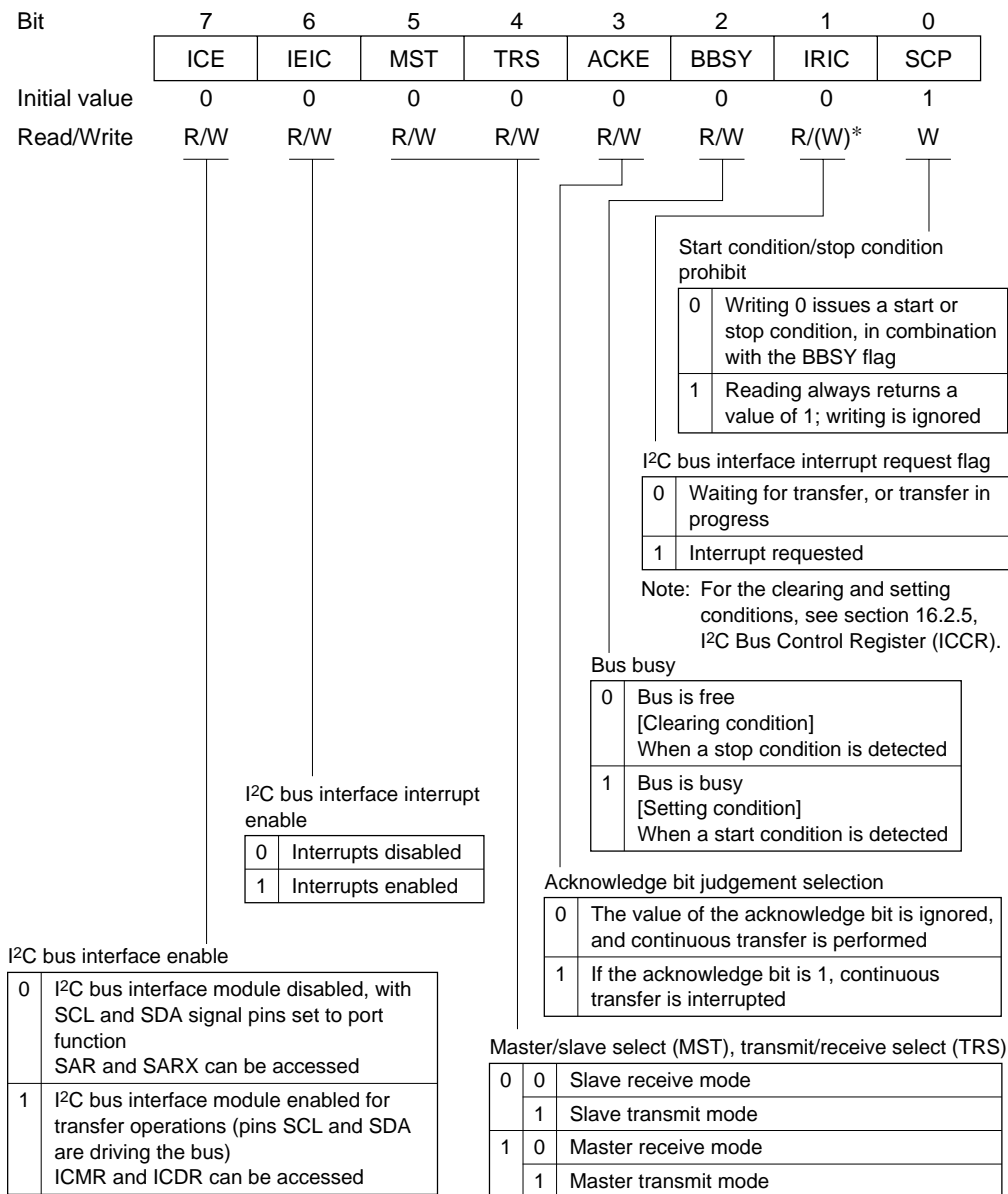 Bit 7 6 5 4 3 2 1 0
ICE IEIC MST TRS ACKE BBSY IRIC SCP
Initial value 0 0 0 0 0 0 0 1
Read/Write R/W R/W R/W R/W R/W R/W R/(W)* W
Start condition/stop condition
prohibit
0 Writing 0 issues a start or
stop condition, in combination
with the BBSY flag
1 Reading always returns a
value of 1; writing is ignored
I2C bus interface interrupt request flag
0 Waiting for transfer, or transfer in
progress
1 Interrupt requested
Note: For the clearing and setting
conditions, see section 16.2.5,
I2C Bus Control Register (ICCR).
Bus busy
0 Bus is free
[Clearing condition]
When a stop condition is detected
1 Bus is busy
[Setting condition]
When a start condition is detected
I2C bus interface interrupt
enable
0 Interrupts disabled
1 Interrupts enabled
Acknowledge bit judgement selection
0 The value of the acknowledge bit is ignored,
and continuous transfer is performed
1 If the acknowledge bit is 1, continuous
transfer is interrupted
I2C bus interface enable
0 I2C bus interface module disabled, with
SCL and SDA signal pins set to port
function
SAR and SARX can be accessed
1 I2C bus interface module enabled for
transfer operations (pins SCL and SDA
are driving the bus)
ICMR and ICDR can be accessed
Master/slave select (MST), transmit/receive select (TRS)
0 0 Slave receive mode
1 Slave transmit mode
1 0 Master receive mode
1 Master transmit mode